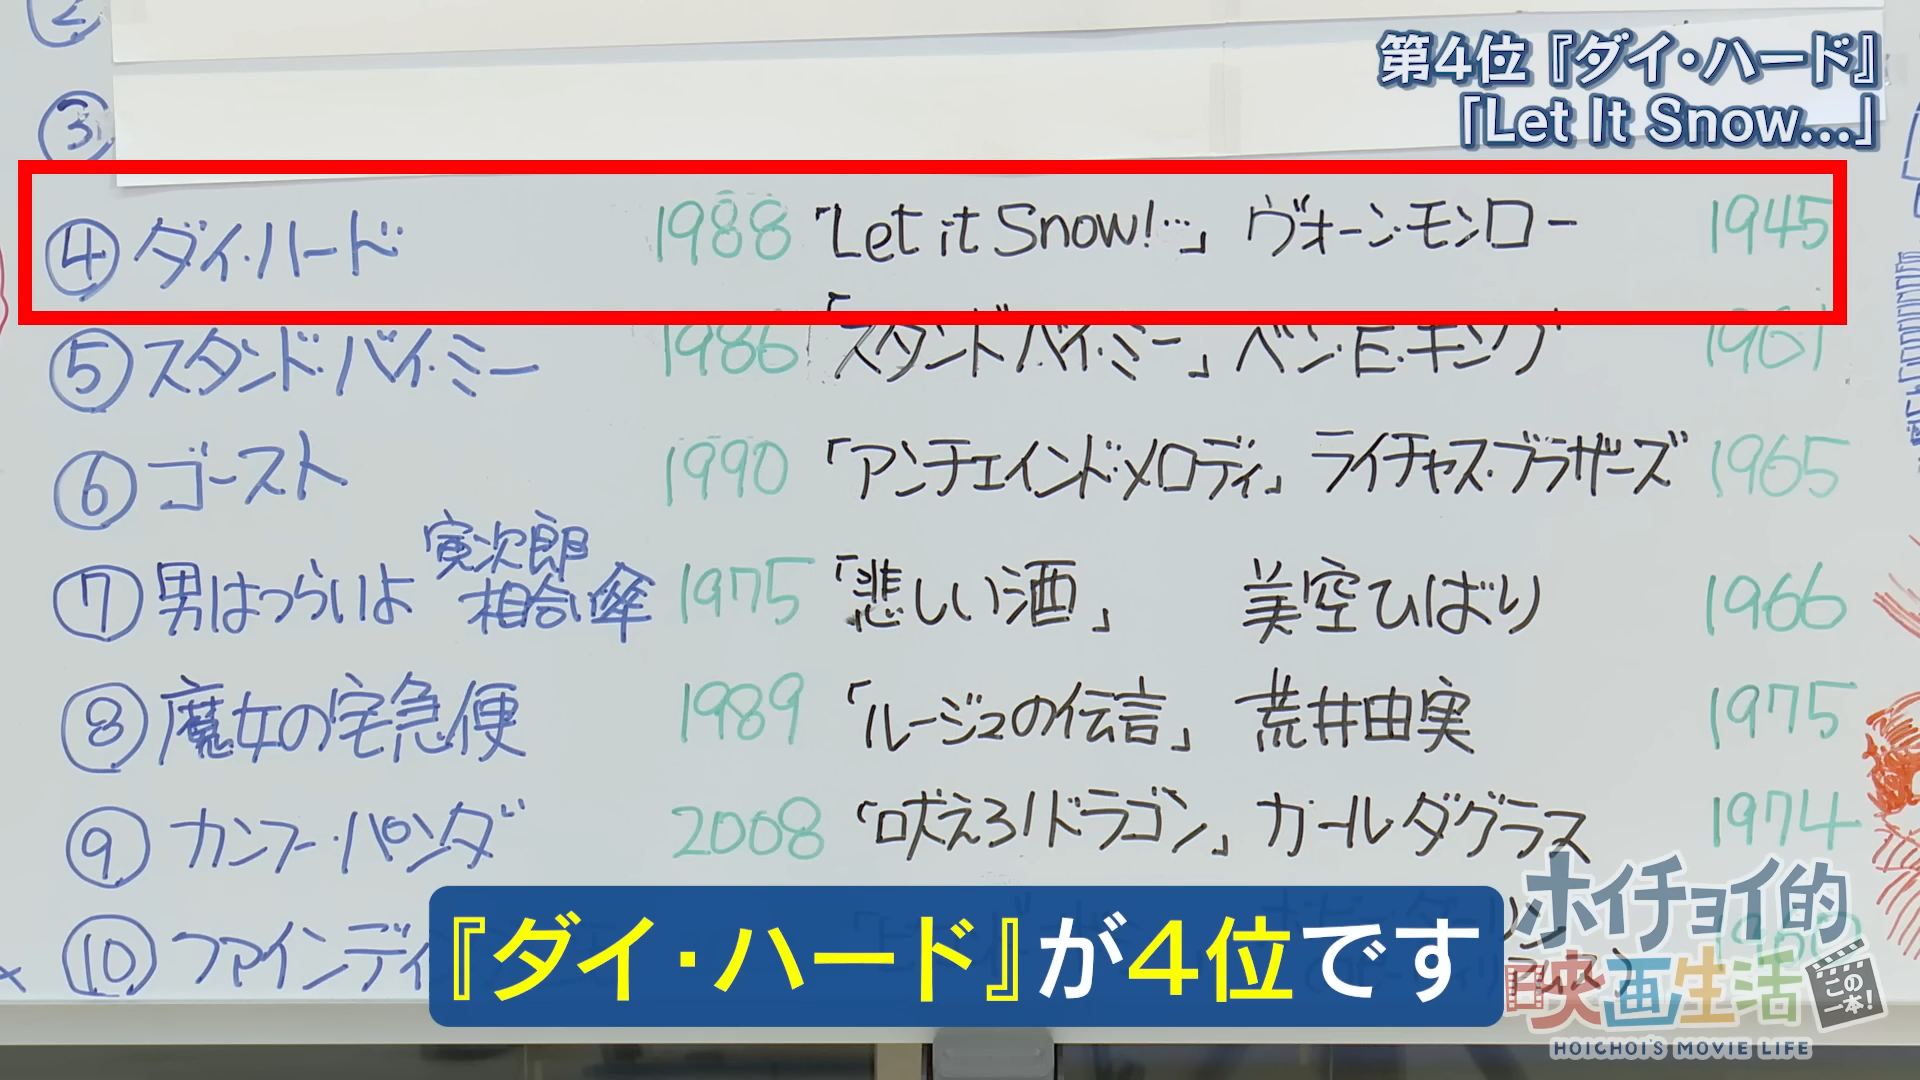 第4位『ダイ・ハード』
「Let It Snow...」
②
③
④ ダイ・ハード 1988 「Let it Snow!…」 ヴォーン・モンロー 1945
⑤ スタンド・バイ・ミー 1986 「スタンドバイ・ミー」 ベン・E・キング 1961
⑥ ゴースト 1990 「アンチェインド・メロディ」 ライチャス・ブラザーズ 1965
⑦ 男はつらいよ 寅次郎 相合い傘 1975 「悲しい酒」 美空ひばり 1966
⑧ 魔女の宅急便 1989 「ルージュの伝言」 荒井由実 1975
⑨ カンフー・パンダ 2008 「吠えろ!ドラゴン」 カール・ダグラス 1974
⑩ ファインディ
『ダイ・ハード』が4位です
ホイチョイ的
映画生活
この一本!
HOICHOI'S MOVIE LIFE